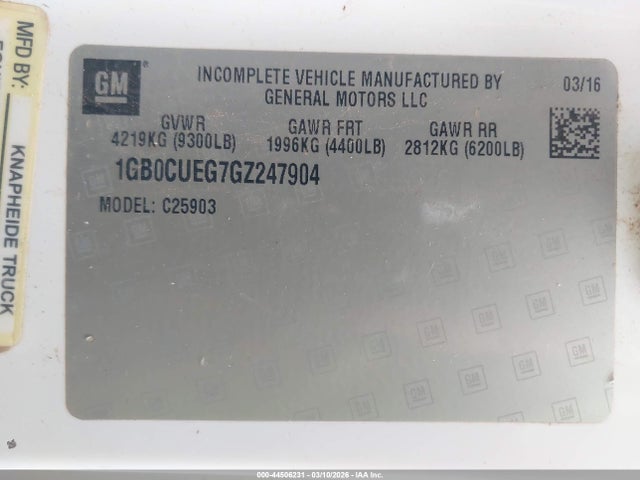 MFD BY:
KNAPHEIDE TRUCK
GM
INCOMPLETE VEHICLE MANUFACTURED BY
GENERAL MOTORS LLC
03/16
GVWR GAWR FRT GAWR RR
4219KG (9300LB) 1996KG (4400LB) 2812KG (6200LB)
1GB0CUEG7GZ247904
MODEL: C25903
000-44506231 - 03/10/2026 - IAA Inc.